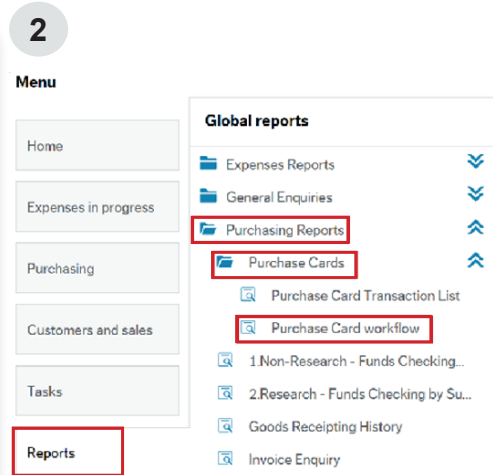 2
Menu
Home
Expenses in progress
Purchasing
Customers and sales
Tasks
Reports
Global reports
Expenses Reports
General Enquiries
Purchasing Reports
Purchase Cards
Purchase Card Transaction List
Purchase Card workflow
1.Non-Research - Funds Checking...
2.Research - Funds Checking by Su...
Goods Receipting History
Invoice Enquiry